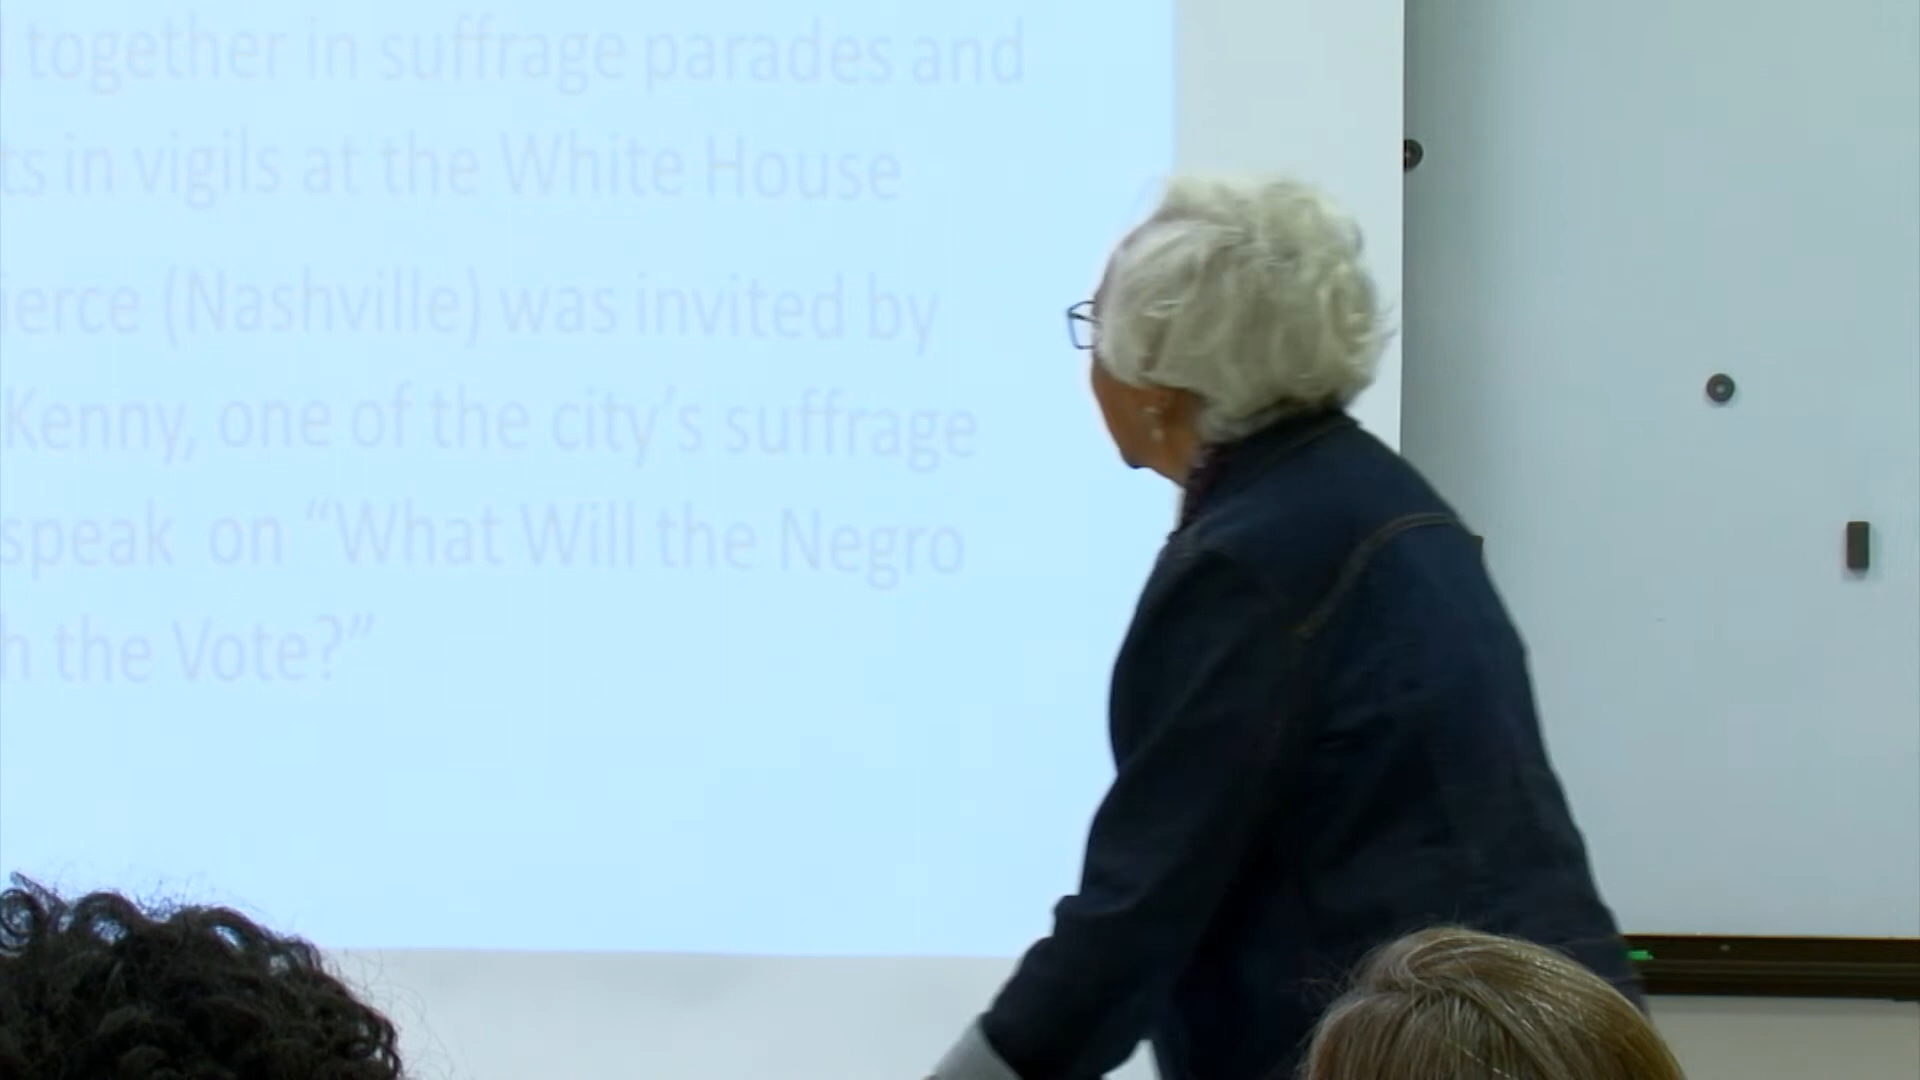 together in suffrage parades and
ts in vigils at the White House
ierce (Nashville) was invited by
Kenny, one of the city's suffrage
speak on “What Will the Negro
h the Vote?”